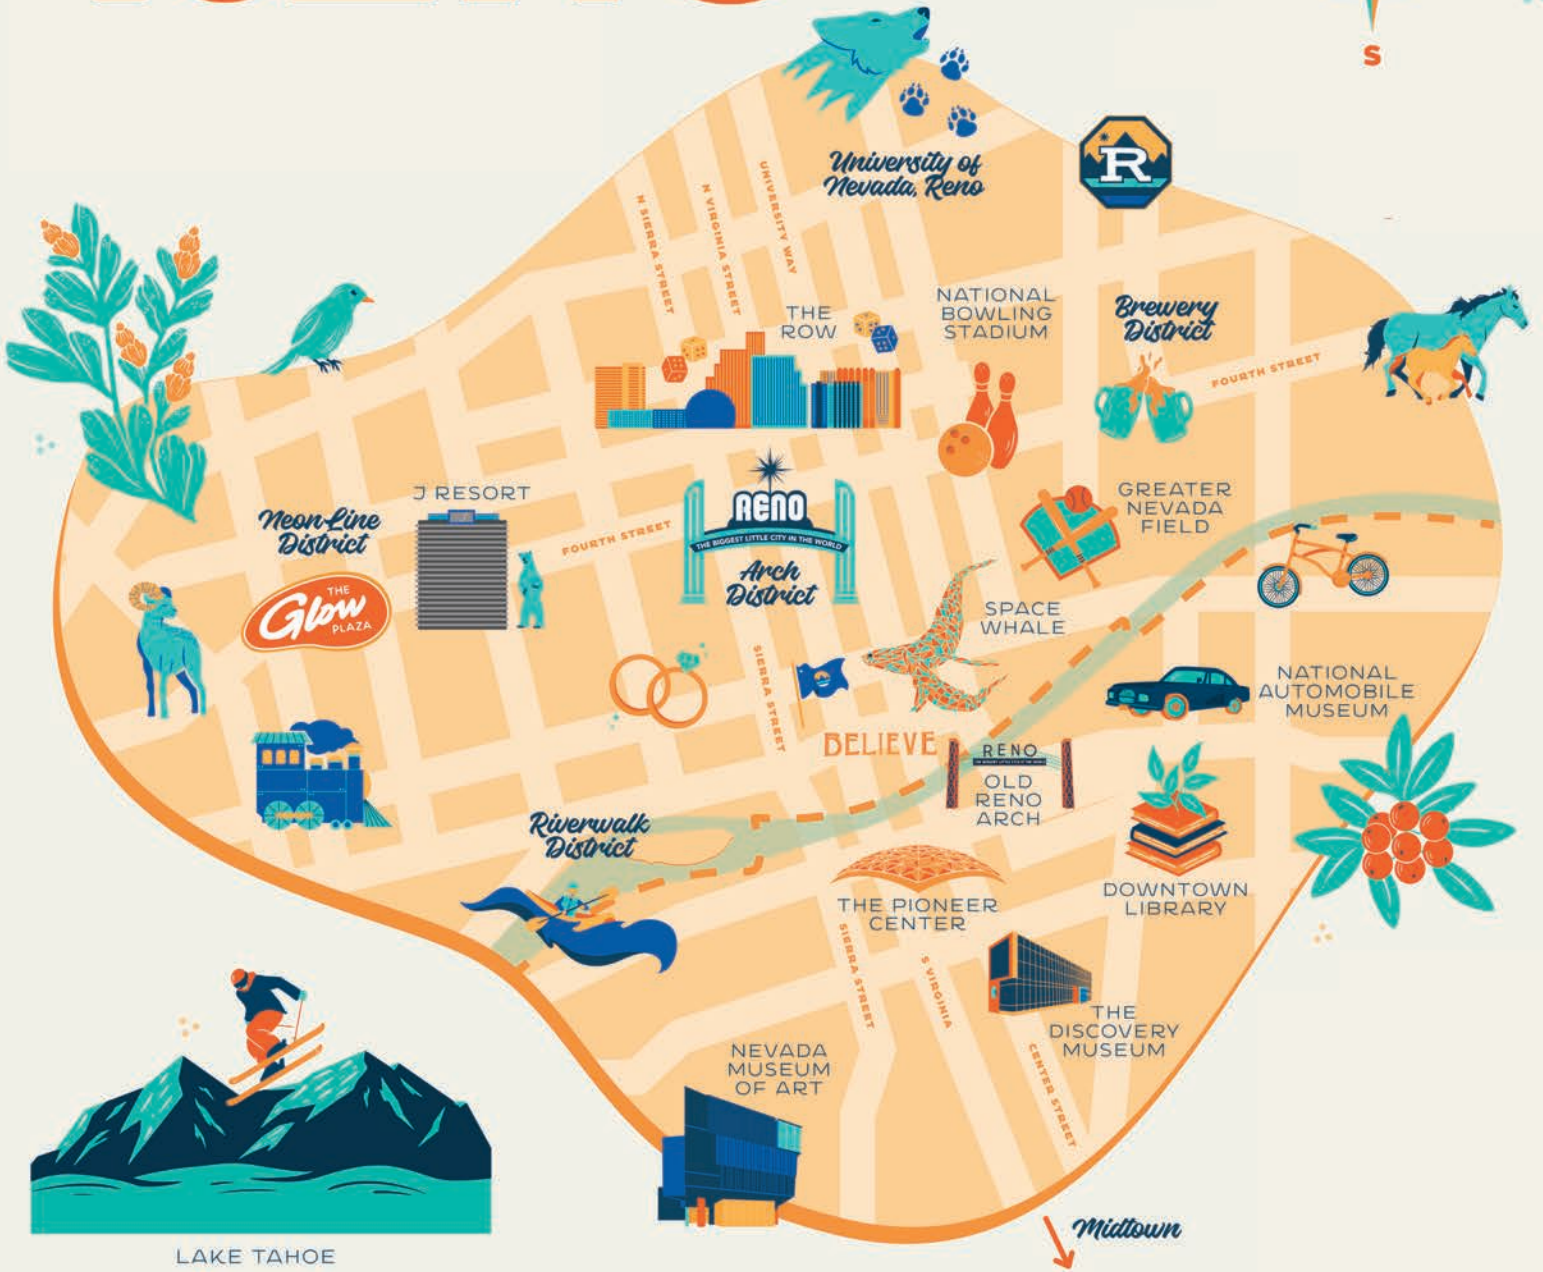 S
University of
Nevada, Reno
R
N SIERRA STREET
N VIRGINIA STREET
UNIVERSITY WAY
THE
ROW
NATIONAL
BOWLING
STADIUM
Brewery
District
FOURTH STREET
J RESORT
Neon Line
District
THE
Glow
PLAZA
FOURTH STREET
RENO
THE BIGGEST LITTLE CITY IN THE WORLD
Arch
District
GREATER
NEVADA
FIELD
SPACE
WHALE
SIERRA STREET
NATIONAL
AUTOMOBILE
MUSEUM
BELIEVE
RENO
OLD
RENO
ARCH
Riverwalk
District
THE PIONEER
CENTER
DOWNTOWN
LIBRARY
SIERRA STREET
S VIRGINIA
THE
DISCOVERY
MUSEUM
CENTER STREET
NEVADA
MUSEUM
OF ART
Midtown
LAKE TAHOE